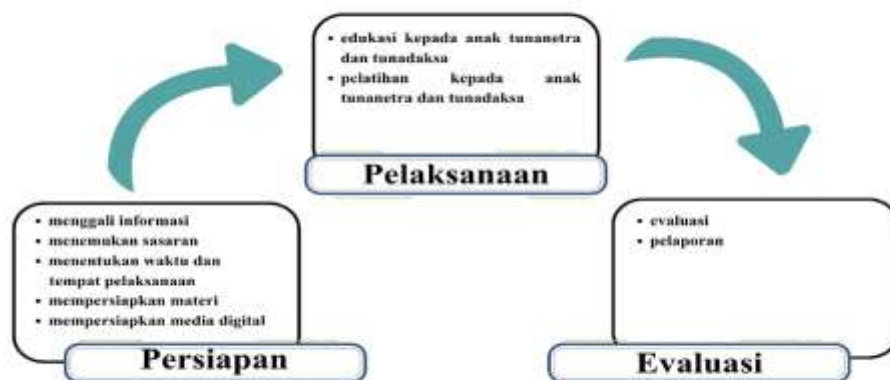 • edukasi kepada anak tunanetra
dan tunadaksa
• pelatihan kepada anak
tunanetra dan tunadaksa
Pelaksanaan
• menggali informasi
• menemukan sasaran
• menentukan waktu dan
tempat pelaksanaan
• mempersiapkan materi
• mempersiapkan media digital
Persiapan
• evaluasi
• pelaporan
Evaluasi